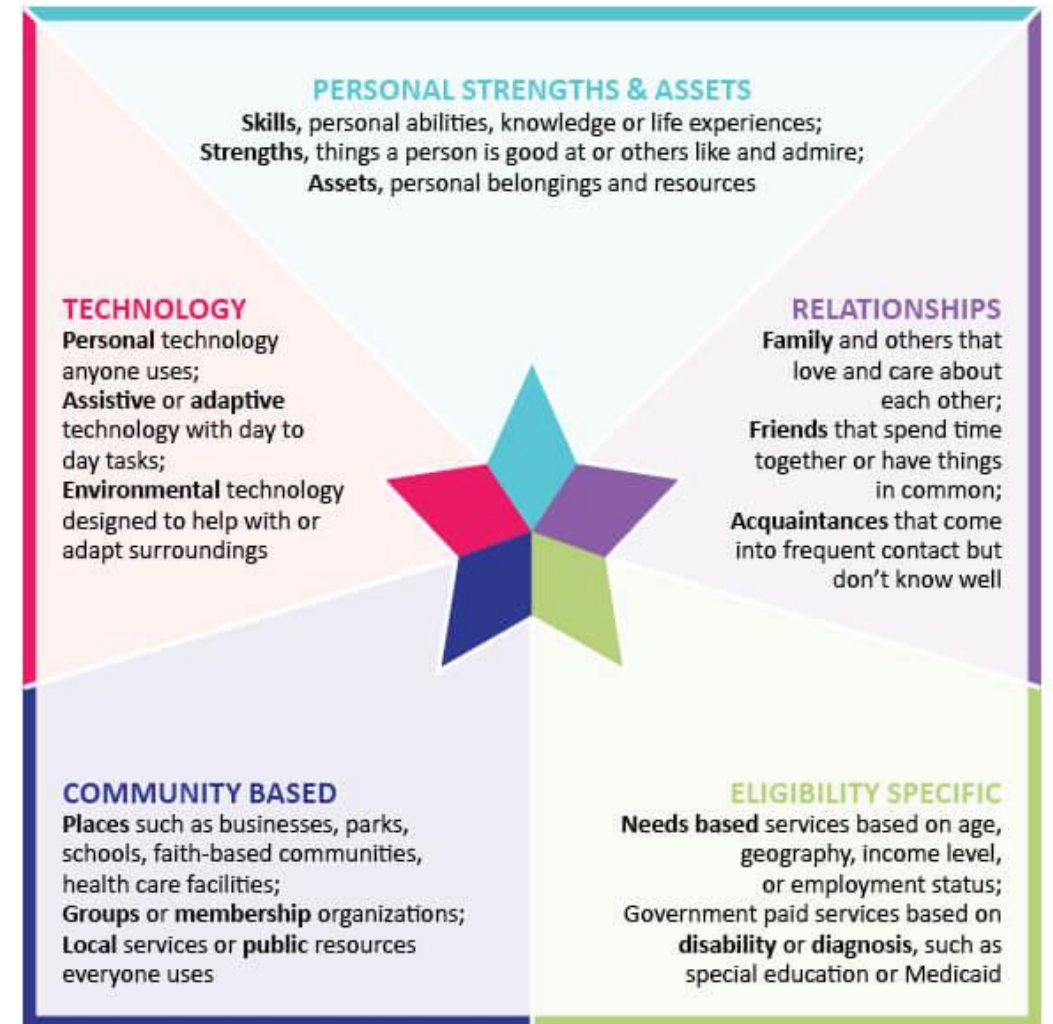 PERSONAL STRENGTHS & ASSETS
Skills, personal abilities, knowledge or life experiences;
Strengths, things a person is good at or others like and admire;
Assets, personal belongings and resources
TECHNOLOGY
Personal technology
anyone uses;
Assistive or adaptive
technology with day to
day tasks;
Environmental technology
designed to help with or
adapt surroundings
RELATIONSHIPS
Family and others that
love and care about
each other;
Friends that spend time
together or have things
in common;
Acquaintances that come
into frequent contact but
don’t know well
COMMUNITY BASED
Places such as businesses, parks,
schools, faith-based communities,
health care facilities;
Groups or membership organizations;
Local services or public resources
everyone uses
ELIGIBILITY SPECIFIC
Needs based services based on age,
geography, income level,
or employment status;
Government paid services based on
disability or diagnosis, such as
special education or Medicaid